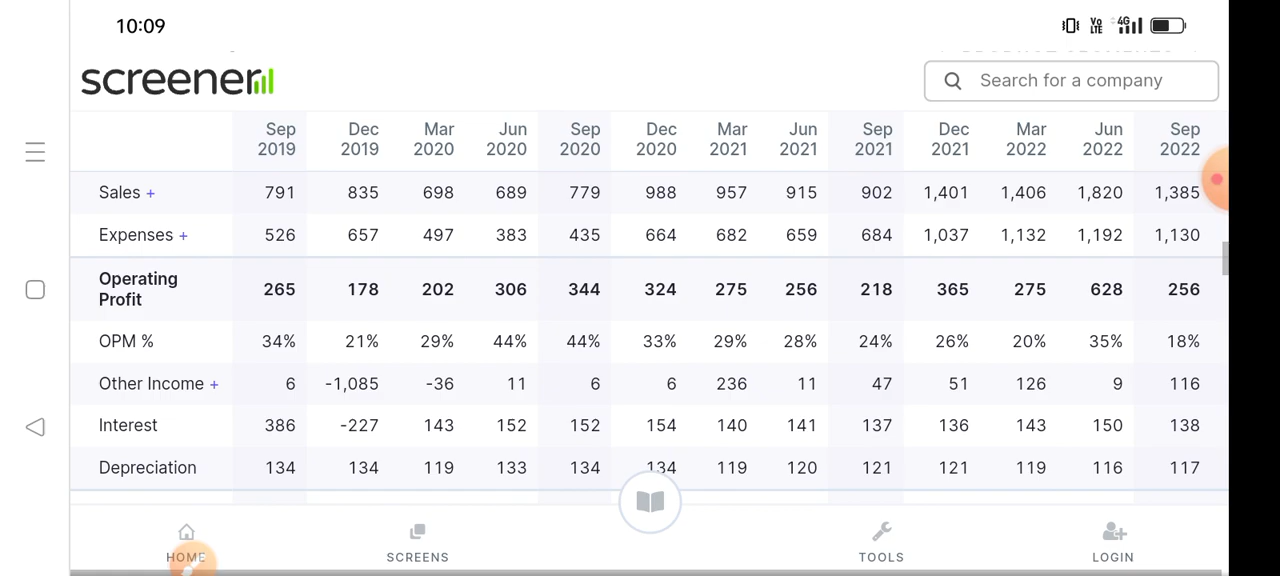 10:09
Vo LTE 4G
screener
Search for a company
Sep 2019 Dec 2019 Mar 2020 Jun 2020 Sep 2020 Dec 2020 Mar 2021 Jun 2021 Sep 2021 Dec 2021 Mar 2022 Jun 2022 Sep 2022
Sales + 791 835 698 689 779 988 957 915 902 1,401 1,406 1,820 1,385
Expenses + 526 657 497 383 435 664 682 659 684 1,037 1,132 1,192 1,130
Operating Profit 265 178 202 306 344 324 275 256 218 365 275 628 256
OPM % 34% 21% 29% 44% 44% 33% 29% 28% 24% 26% 20% 35% 18%
Other Income + 6 -1,085 -36 11 6 6 236 11 47 51 126 9 116
Interest 386 -227 143 152 152 154 140 141 137 136 143 150 138
Depreciation 134 134 119 133 134 134 119 120 121 121 119 116 117
HOME SCREENS TOOLS LOGIN